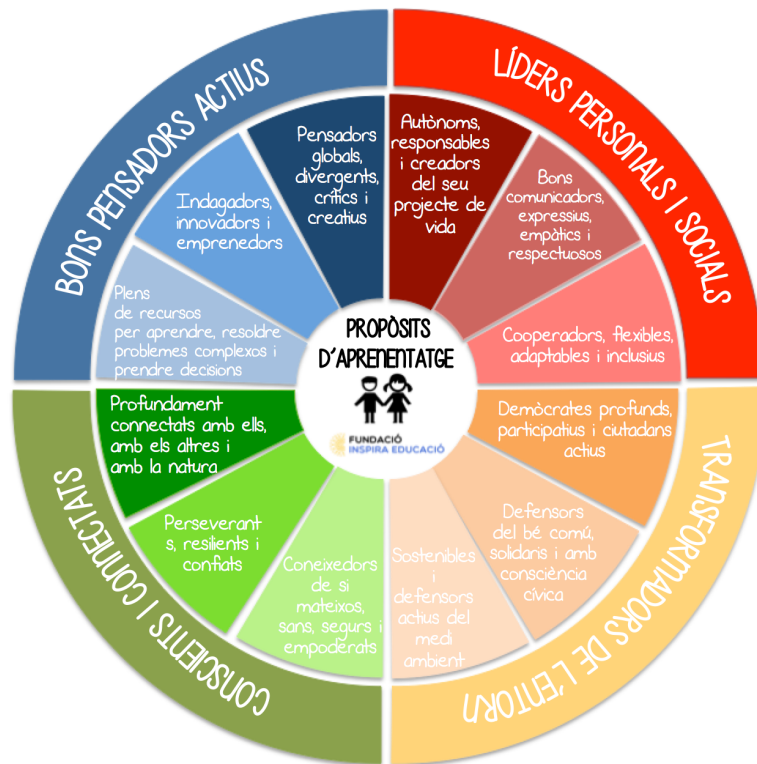 BONS PENSADORS ACTIUS
LÍDERS PERSONALS I SOCIALS
Pensadors
globals,
divergents,
crítics i
creatius
Autònoms,
responsables
i creadors
del seu
projecte de
vida
Indagadors,
innovadors i
emprenedors
Bons
comunicadors,
expressius,
empàtics i
respectuosos
Plens
de recursos
per aprendre, resoldre
problemes complexos i
prendre decisions
Cooperadors, flexibles,
adaptables i inclusius
PROPÒSITS
D'APRENENTATGE
FUNDACIÓ
INSPIRA EDUCACIÓ
Profundament
connectats amb ells,
amb els altres i
amb la natura
Demòcrates profunds,
participatius i ciutadans
actius
Perseverant
s, resilients i
confiats
Defensors
del bé comú,
solidaris i amb
consciència
cívica
Coneixedors
de si
mateixos,
sans, segurs i
empoderats
Sostenibles
i
defensors
actius del
medi
ambient
CONSCIENTS I CONNECTATS
TRANSFORMADORS DE L'ENTORN